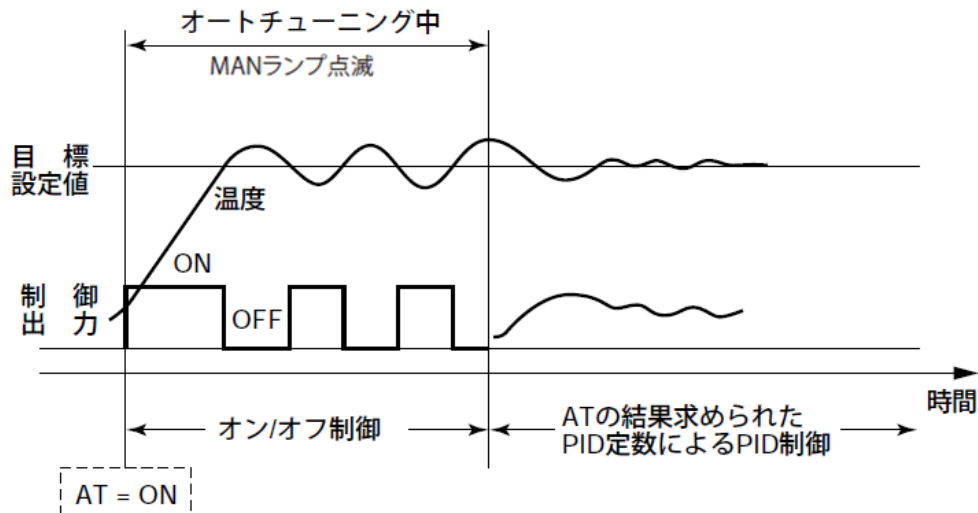 オートチューニング中
MANランプ点滅
目　標
設定値
温度
ON
制　御
出　力
OFF
時間
オン/オフ制御
ATの結果求められた
PID定数によるPID制御
AT = ON